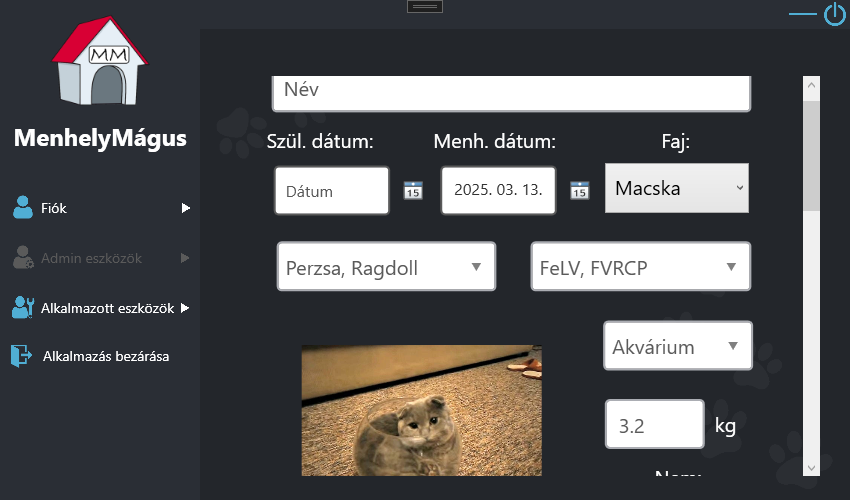 MM
MenhelyMágus
Fiók
Admin eszközök
Alkalmazott eszközök
Alkalmazás bezárása
Név
Szül. dátum: Menh. dátum: Faj:
Dátum 15 2025. 03. 13. 15 Macska
Perzsa, Ragdoll FeLV, FVRCP
Akvárium
3.2 kg